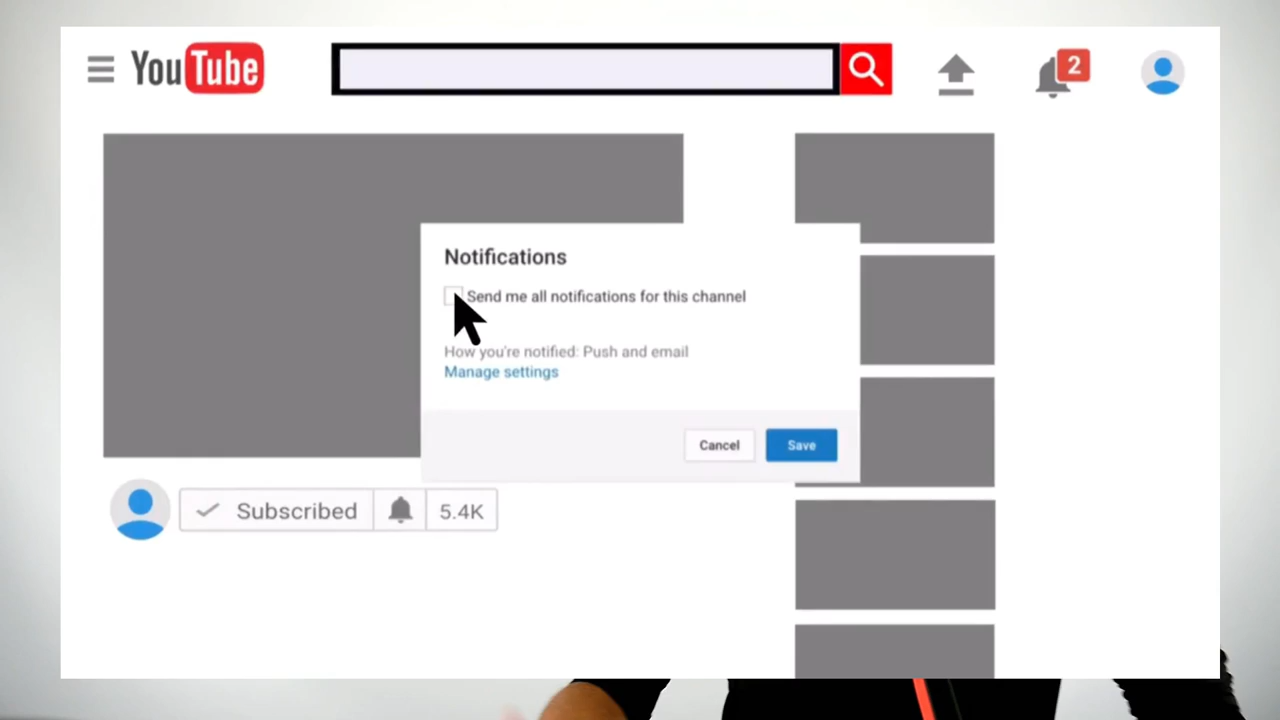 YouTube
2
Notifications
Send me all notifications for this channel
How you're notified: Push and email
Manage settings
Cancel
Save
Subscribed
5.4K